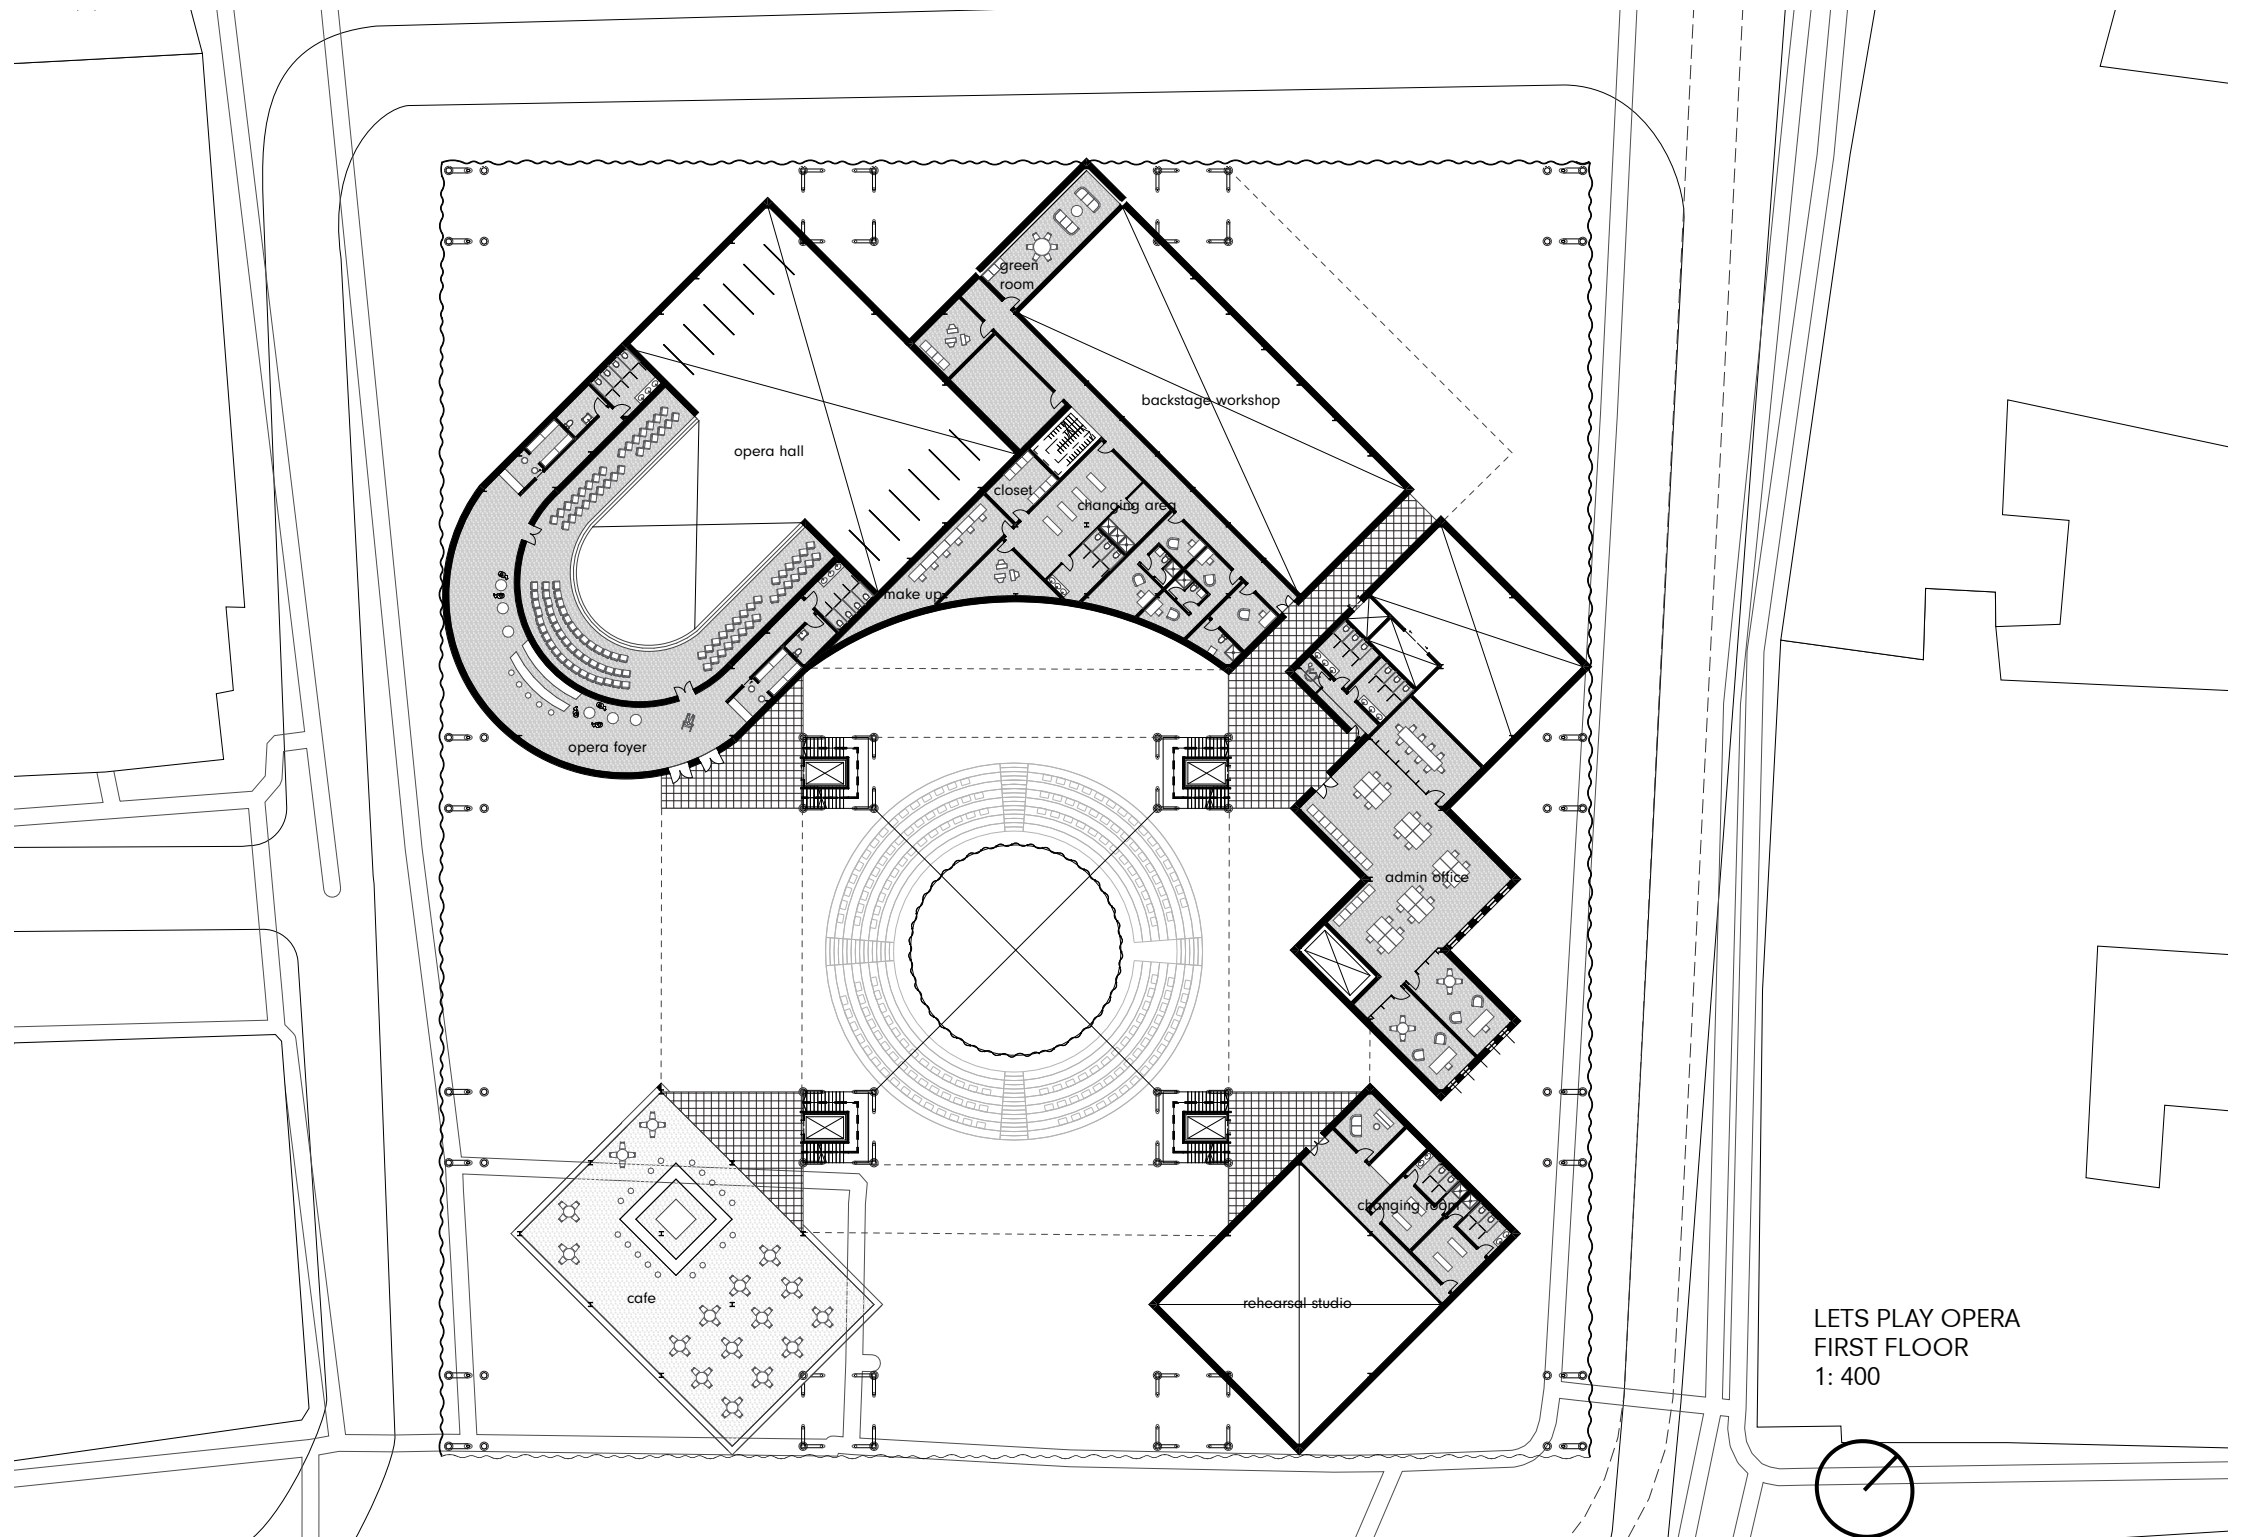 green
room
backstage workshop
opera hall
closet
changing area
make up
opera foyer
admin office
changing room
cafe
rehearsal studio
LETS PLAY OPERA
FIRST FLOOR
1: 400